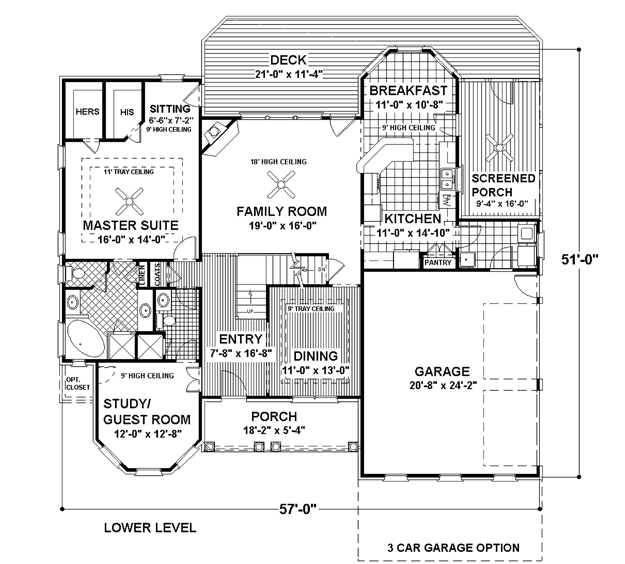 DECK
21'-0" x 11'-4"
BREAKFAST
11'-0" x 10'-8"
9' HIGH CEILING
HERS
HIS
SITTING
6'-6"x 7'-2"
9' HIGH CEILING
18' HIGH CEILING
FAMILY ROOM
19'-0" x 16'-0"
11' TRAY CEILING
MASTER SUITE
16'-0" x 14'-0"
SCREENED
PORCH
9'-4" x 16'-0"
KITCHEN
11'-0" x 14'-10"
PANTRY
51'-0"
LINEN
COATS
ENTRY
7'-8" x 16'-8"
9' TRAY CEILING
DINING
11'-0" x 13'-0"
GARAGE
20'-8" x 24'-2"
OPT.
CLOSET
9' HIGH CEILING
STUDY/
GUEST ROOM
12'-0" x 12'-8"
PORCH
18'-2" x 5'-4"
57'-0"
LOWER LEVEL
3 CAR GARAGE OPTION